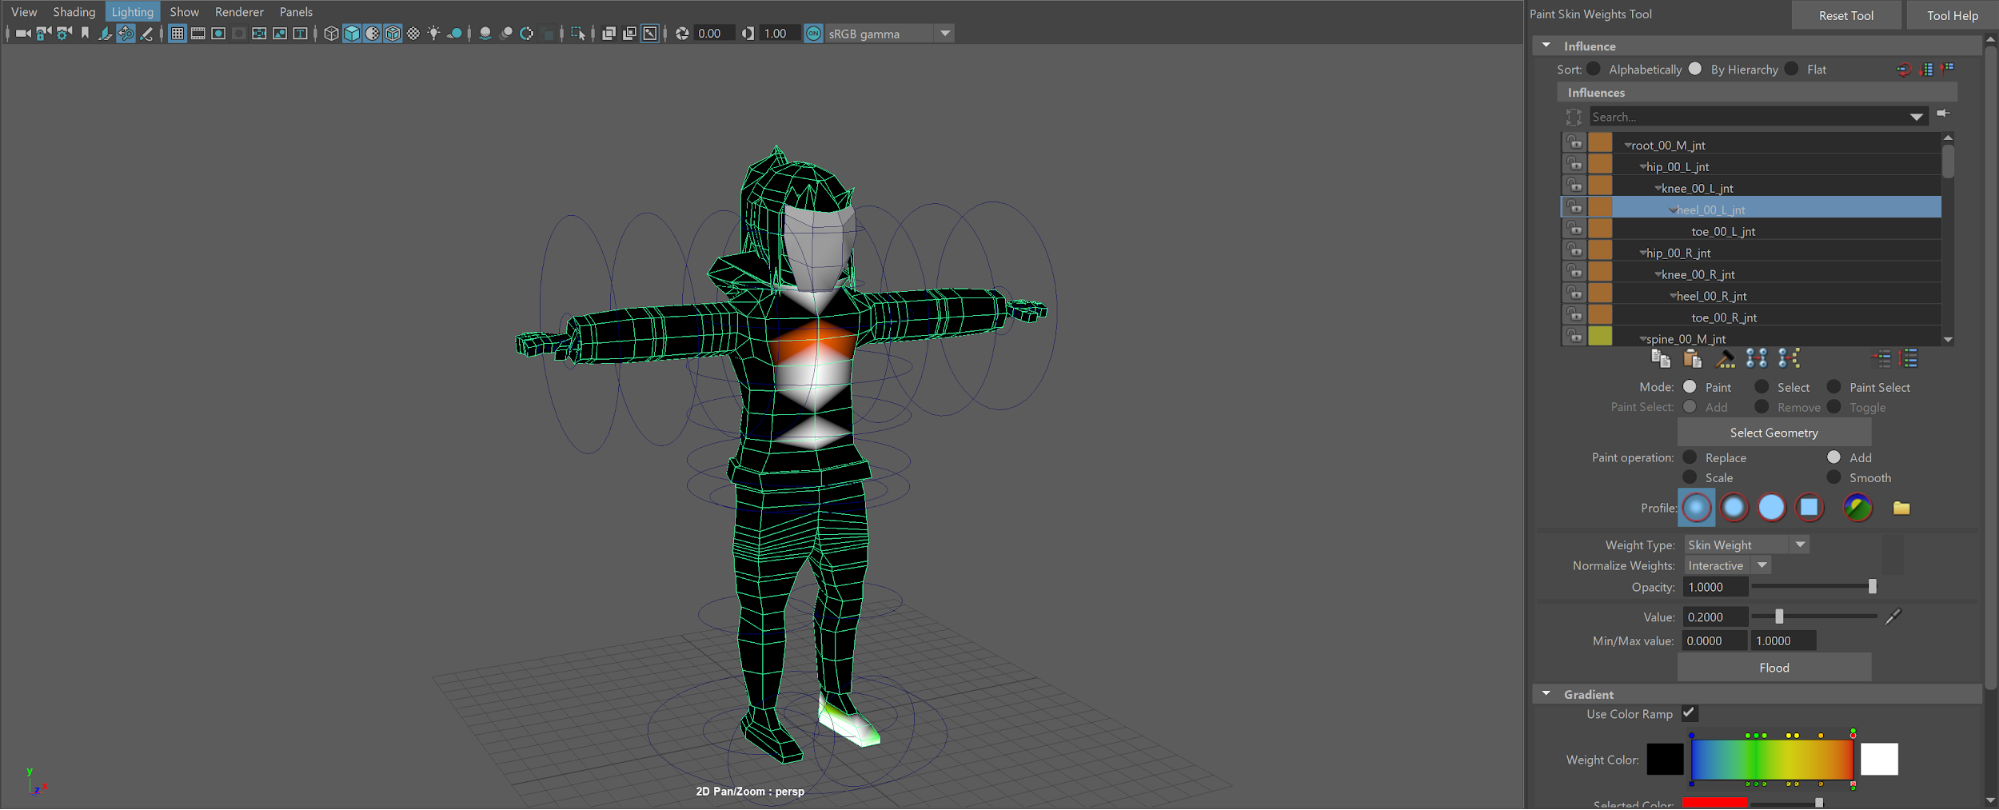 View Shading Lighting Show Renderer Panels
0.00 1.00 ON sRGB gamma
2D Pan/Zoom : persp
y
z x
Paint Skin Weights Tool Reset Tool Tool Help
Influence
Sort: Alphabetically By Hierarchy Flat
Influences
Search...
root_00_M_jnt
hip_00_L_jnt
knee_00_L_jnt
heel_00_L_jnt
toe_00_L_jnt
hip_00_R_jnt
knee_00_R_jnt
heel_00_R_jnt
toe_00_R_jnt
spine_00_M_jnt
Mode: Paint Select Paint Select
Paint Select: Add Remove Toggle
Select Geometry
Paint operation: Replace Add
Scale Smooth
Profile:
Weight Type: Skin Weight
Normalize Weights: Interactive
Opacity: 1.0000
Value: 0.2000
Min/Max value: 0.0000 1.0000
Flood
Gradient
Use Color Ramp
Weight Color:
Selected Color: